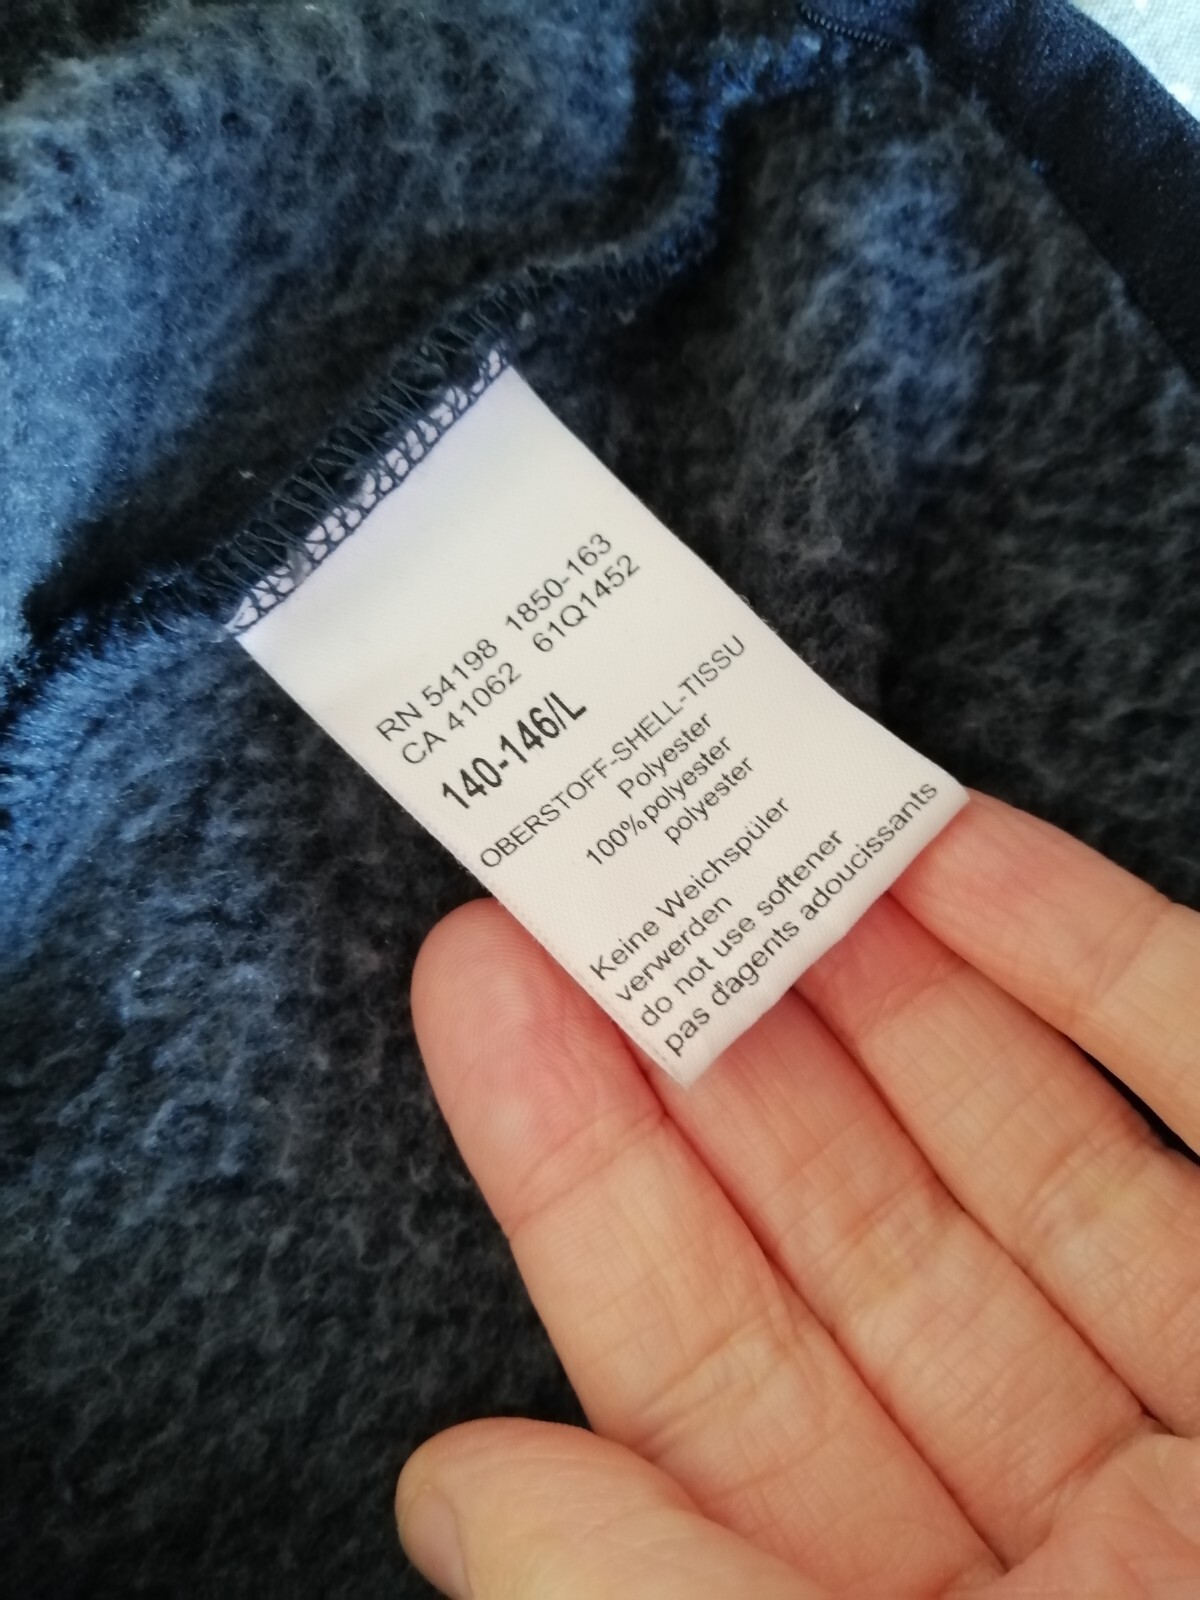 RN 54198 1850-163
CA 41062 61Q1452
140-146/L
OBERSTOFF-SHELL-TISSU
Polyester
100% polyester
polyester
Keine Weichspüler
verwerden
do not use softener
pas d'agents adoucissants